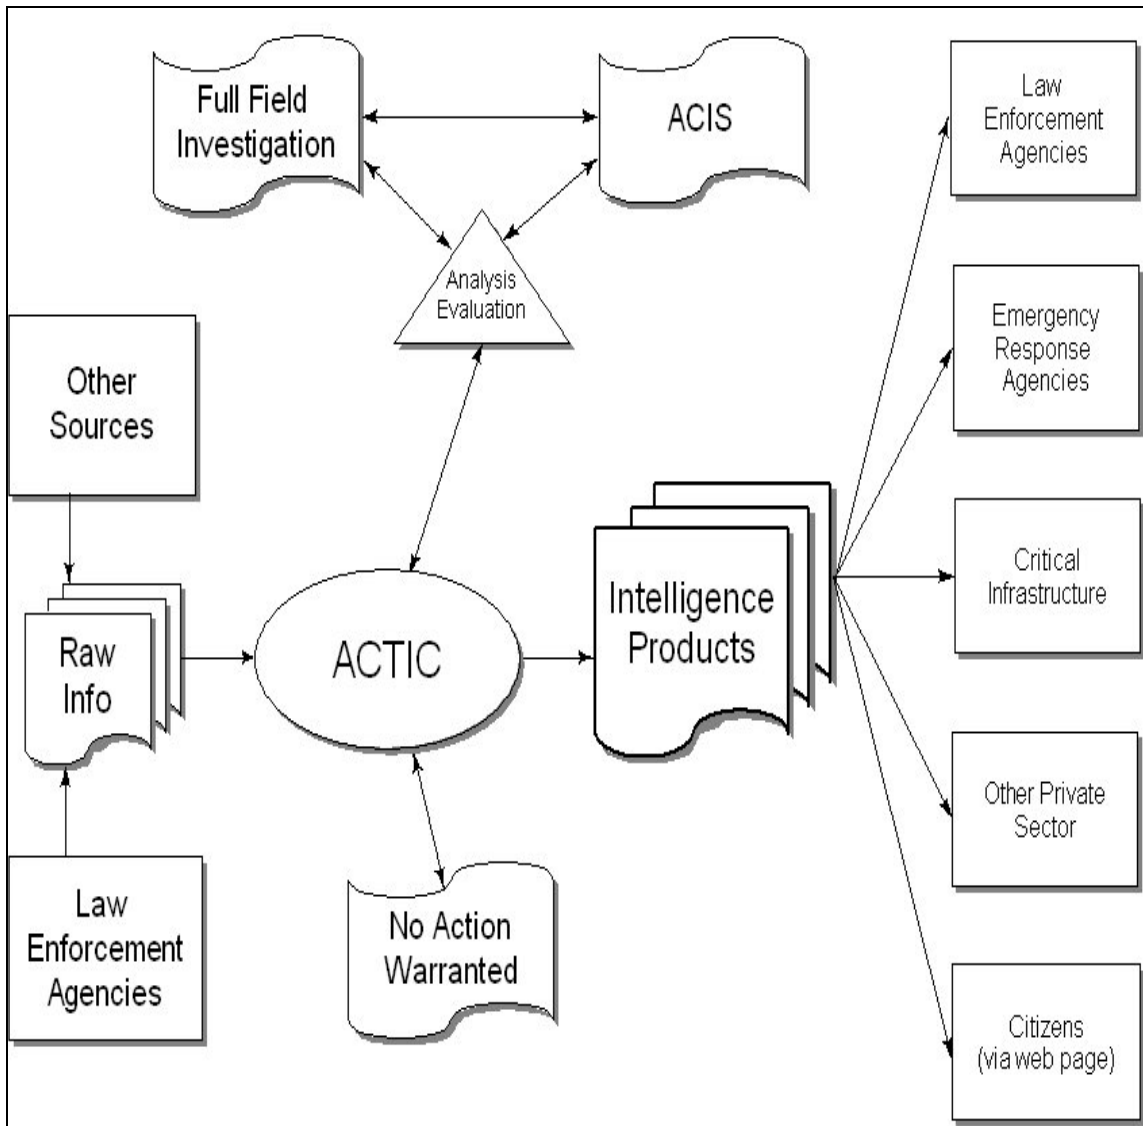 Full Field
Investigation
ACIS
Law
Enforcement
Agencies
Analysis
Evaluation
Emergency
Response
Agencies
Other
Sources
Critical
Infrastructure
Intelligence
Products
Raw
Info
ACTIC
Other Private
Sector
Law
Enforcement
Agencies
No Action
Warranted
Citizens
(via web page)